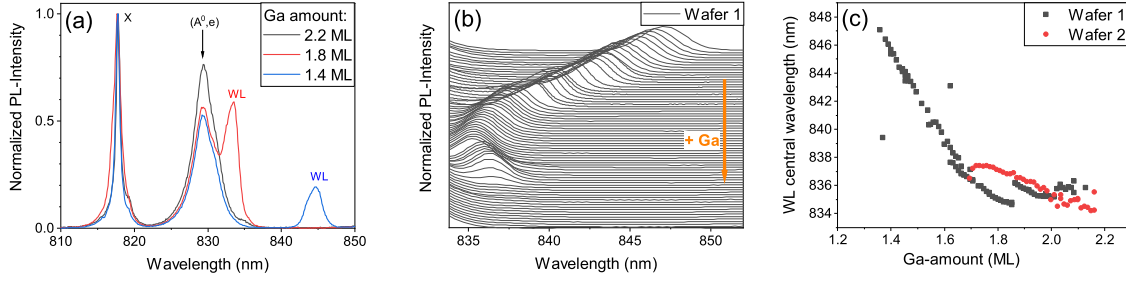 (a)
X
(A⁰,e)
Ga amount:
2.2 ML
1.8 ML
1.4 ML
WL
WL
1.0
0.5
0.0
810 820 830 840 850
Wavelength (nm)
Normalized PL-Intensity
(b)
Wafer 1
+ Ga
835 840 845 850
Wavelength (nm)
Normalized PL-Intensity
(c)
Wafer 1
Wafer 2
848
846
844
842
840
838
836
834
1.2 1.4 1.6 1.8 2.0 2.2
Ga-amount (ML)
WL central wavelength (nm)